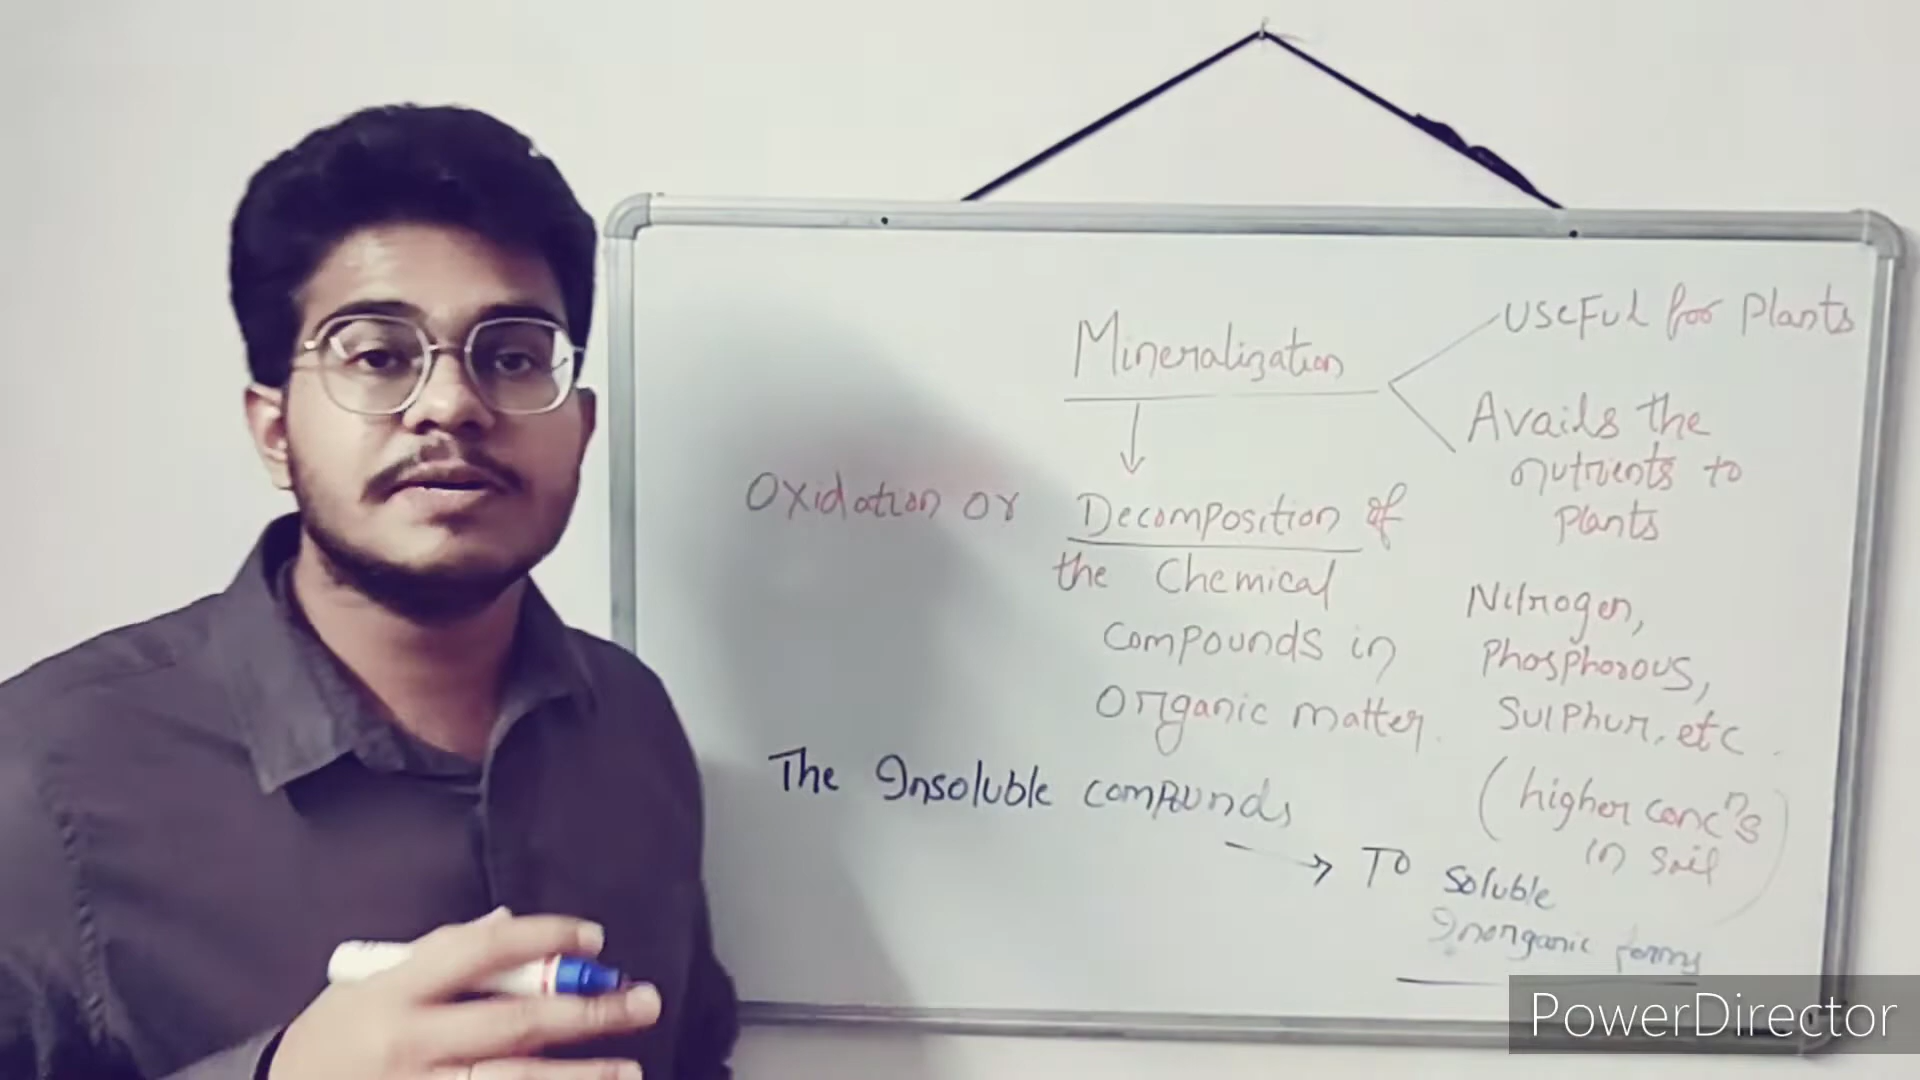 Mineralization
Useful for Plants
Avails the
nutrients to
plants
Oxidation or Decomposition of
the Chemical
compounds in
organic matter.
Nitrogen,
Phosphorous,
Sulphur, etc.
(higher concⁿs
in soil)
The Insoluble compounds
→ To soluble
Inorganic forms
PowerDirector